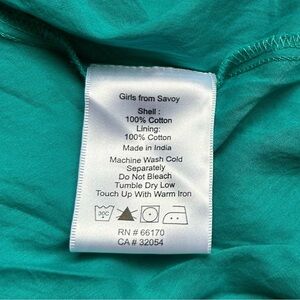 Girls from Savoy
Shell :
100% Cotton
Lining:
100% Cotton
Made in India
Machine Wash Cold
Separately
Do Not Bleach
Tumble Dry Low
Touch Up With Warm Iron
30C
RN # 66170
CA # 32054